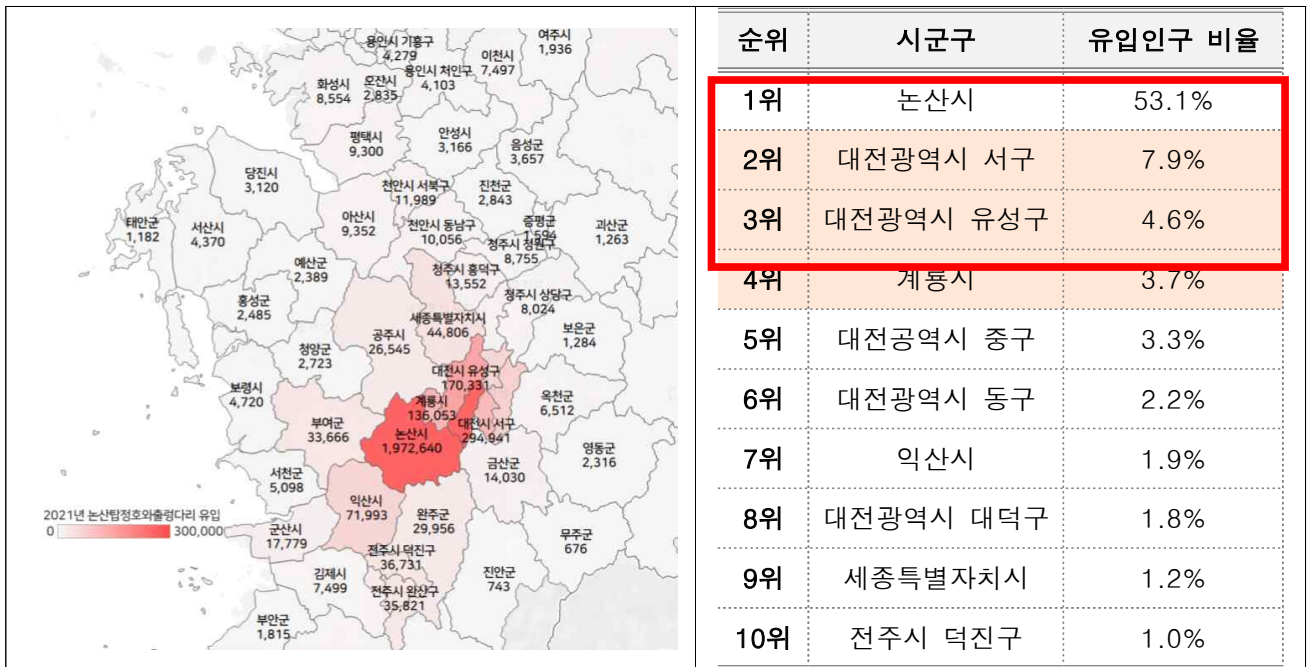 여주시
1,936
용인시 기흥구
4,279
이천시
7,497
용인시 처인구
4,103
화성시
8,554
오산시
2,835
평택시
9,300
안성시
3,166
음성군
3,657
당진시
3,120
천안시 서북구
11,989
진천군
2,843
태안군
1,182
서산시
4,370
아산시
9,352
천안시 동남구
10,056
증평군
1,594
괴산군
1,263
청주시 청원구
8,755
예산군
2,389
청주시 흥덕구
13,552
홍성군
2,485
청주시 상당구
8,024
세종특별자치시
44,806
공주시
26,545
보은군
1,284
청양군
2,723
대전시 유성구
170,331
보령시
4,720
계룡시
136,053
옥천군
6,512
부여군
33,666
논산시
1,972,640
대전시 서구
294,941
영동군
2,316
서천군
5,098
금산군
14,030
익산시
71,993
완주군
29,956
2021년 논산탑정호와출렁다리 유입
0 300,000
군산시
17,779
무주군
676
전주시 덕진구
36,731
김제시
7,499
진안군
743
전주시 완산구
35,821
부안군
1,815
순위 시군구 유입인구 비율
1위 논산시 53.1%
2위 대전광역시 서구 7.9%
3위 대전광역시 유성구 4.6%
4위 계룡시 3.7%
5위 대전공역시 중구 3.3%
6위 대전광역시 동구 2.2%
7위 익산시 1.9%
8위 대전광역시 대덕구 1.8%
9위 세종특별자치시 1.2%
10위 전주시 덕진구 1.0%